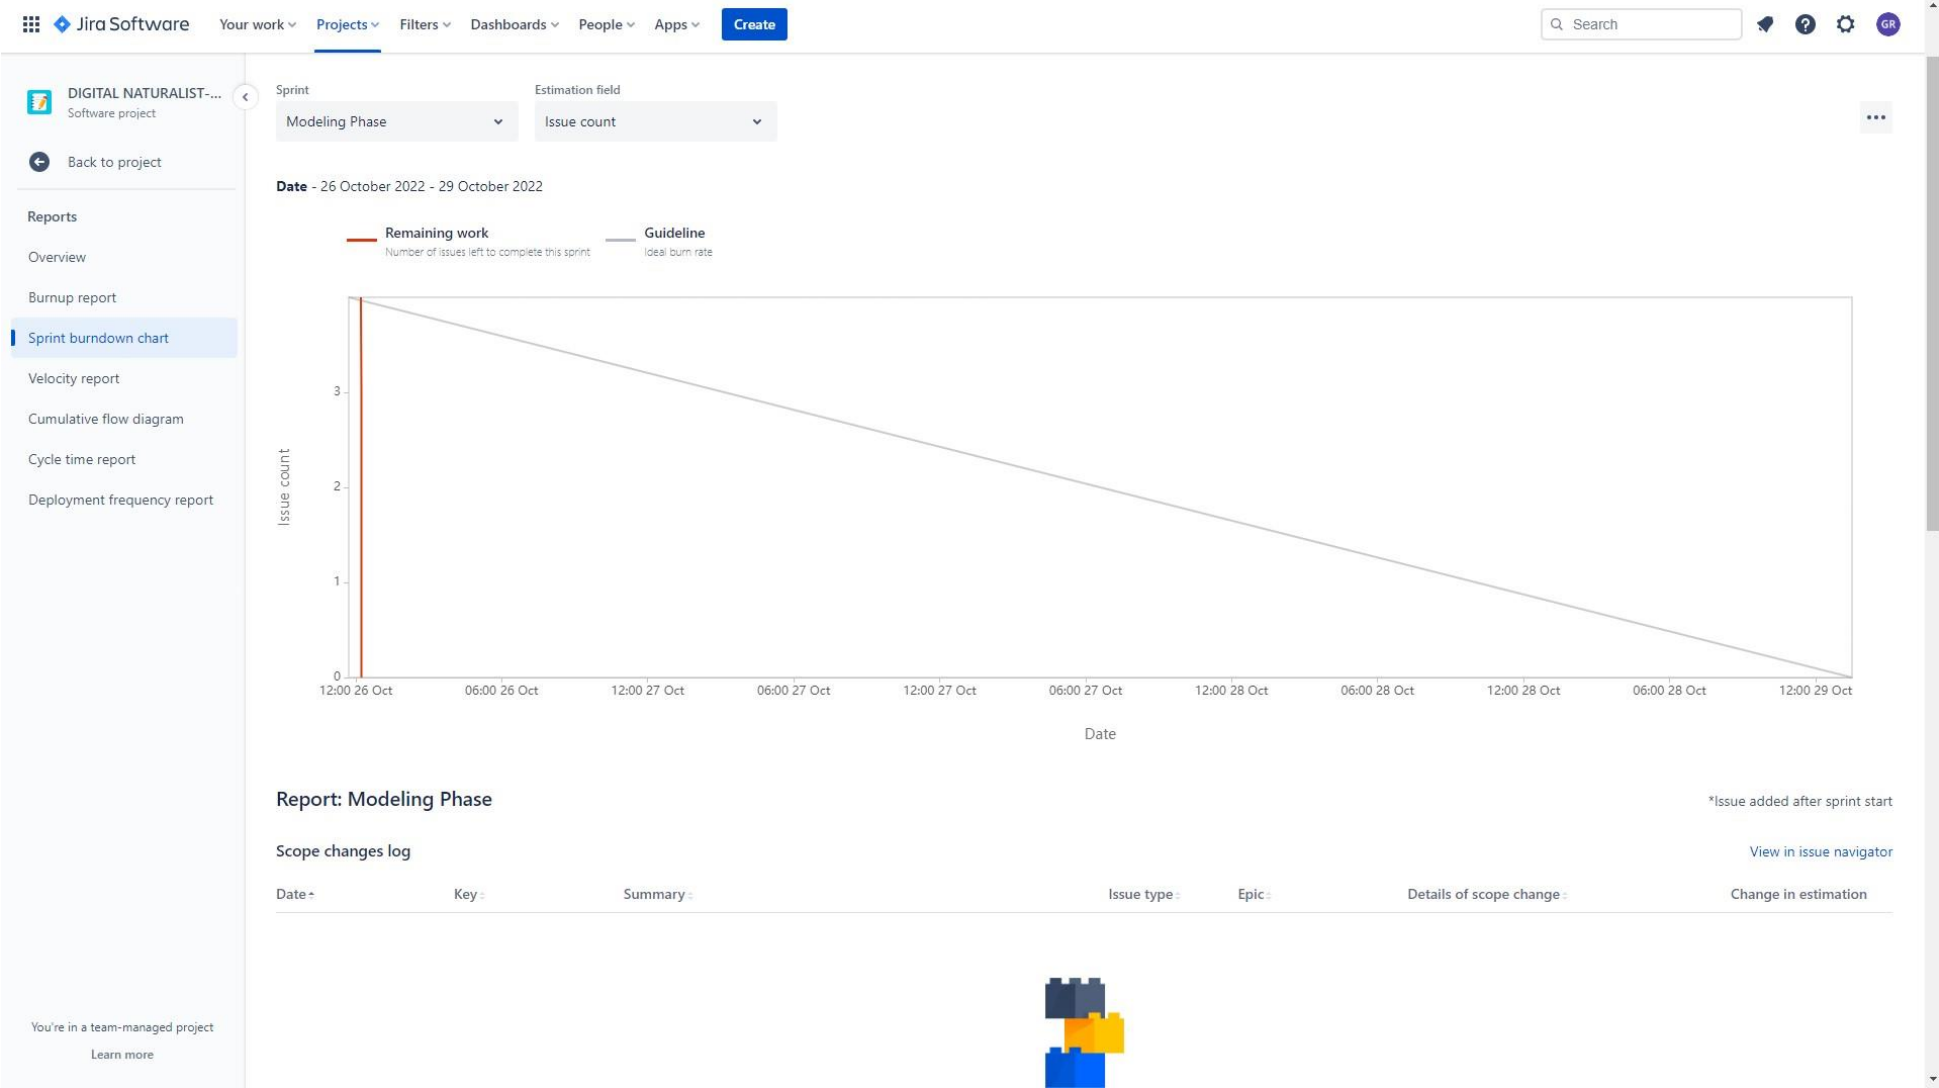 Jira Software Your work Projects Filters Dashboards People Apps Create Search GR
DIGITAL NATURALIST-...
Software project
Back to project
Reports
Overview
Burnup report
Sprint burndown chart
Velocity report
Cumulative flow diagram
Cycle time report
Deployment frequency report
You're in a team-managed project
Learn more
Sprint Estimation field
Modeling Phase Issue count
Date - 26 October 2022 - 29 October 2022
Remaining work Guideline
Number of issues left to complete this sprint Ideal burn rate
3
2
1
0
Issue count
12:00 26 Oct 06:00 26 Oct 12:00 27 Oct 06:00 27 Oct 12:00 27 Oct 06:00 27 Oct 12:00 28 Oct 06:00 28 Oct 12:00 28 Oct 06:00 28 Oct 12:00 29 Oct
Date
Report: Modeling Phase *Issue added after sprint start
Scope changes log View in issue navigator
Date Key Summary Issue type Epic Details of scope change Change in estimation